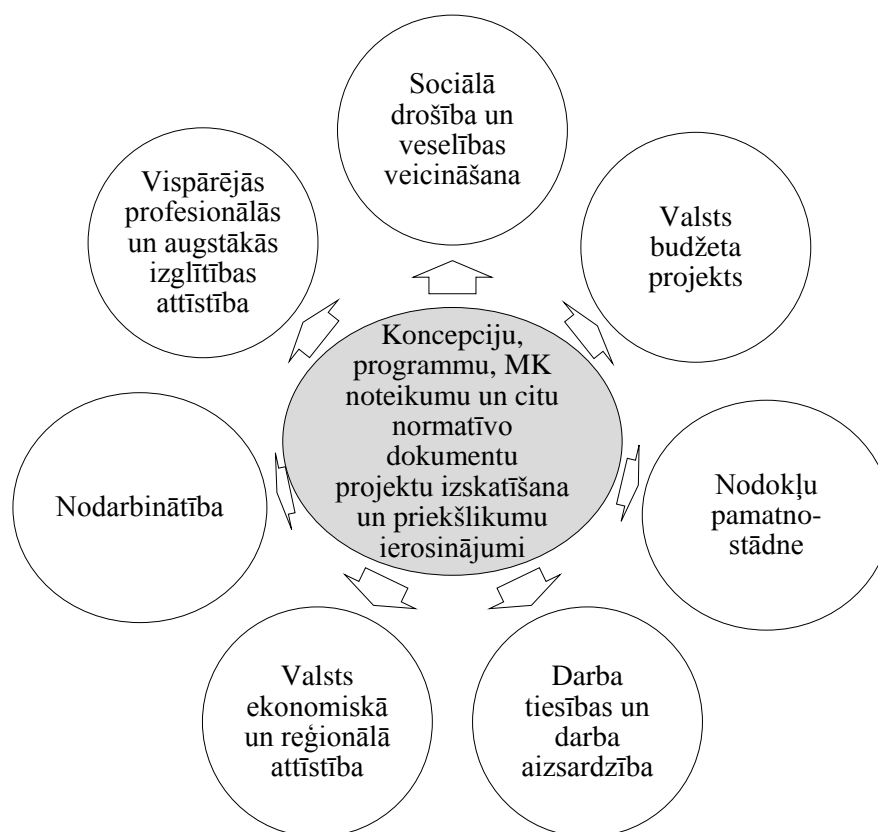 Sociālā
drošība un
veselības
veicināšana
Vispārējās
profesionālās
un augstākās
izglītības
attīstība
Valsts
budžeta
projekts
Koncepciju,
programmu, MK
noteikumu un citu
normatīvo
dokumentu
projektu izskatīšana
un priekšlikumu
ierosinājumi
Nodarbinātība
Nodokļu
pamatno-
stādne
Valsts
ekonomiskā
un reģionālā
attīstība
Darba
tiesības un
darba
aizsardzība